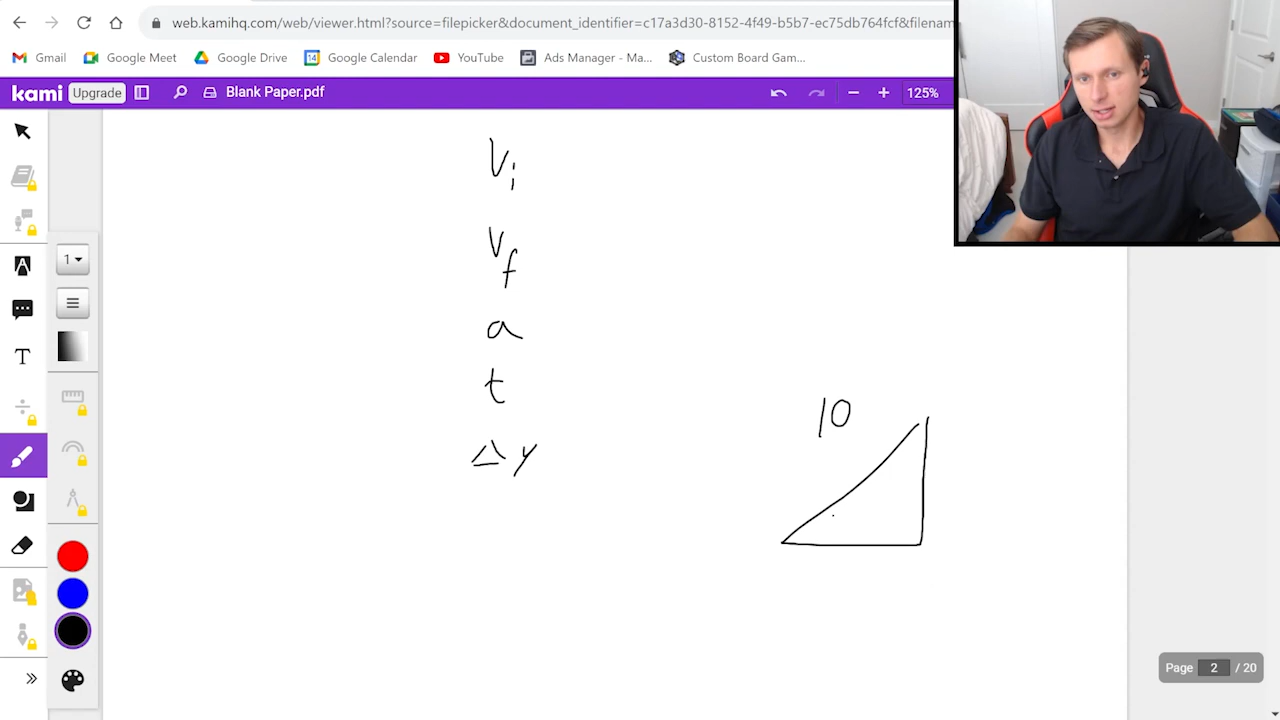 web.kamihq.com/web/viewer.html?source=filepicker&document_identifier=c17a3d30-8152-4f49-b5b7-ec75db764fcf&filenam
Gmail Google Meet Google Drive 14 Google Calendar YouTube Ads Manager - Ma... Custom Board Gam...
kami Upgrade Blank Paper.pdf 125%
Vi
Vf
1
a
T
t
10
Δy
Page 2 / 20